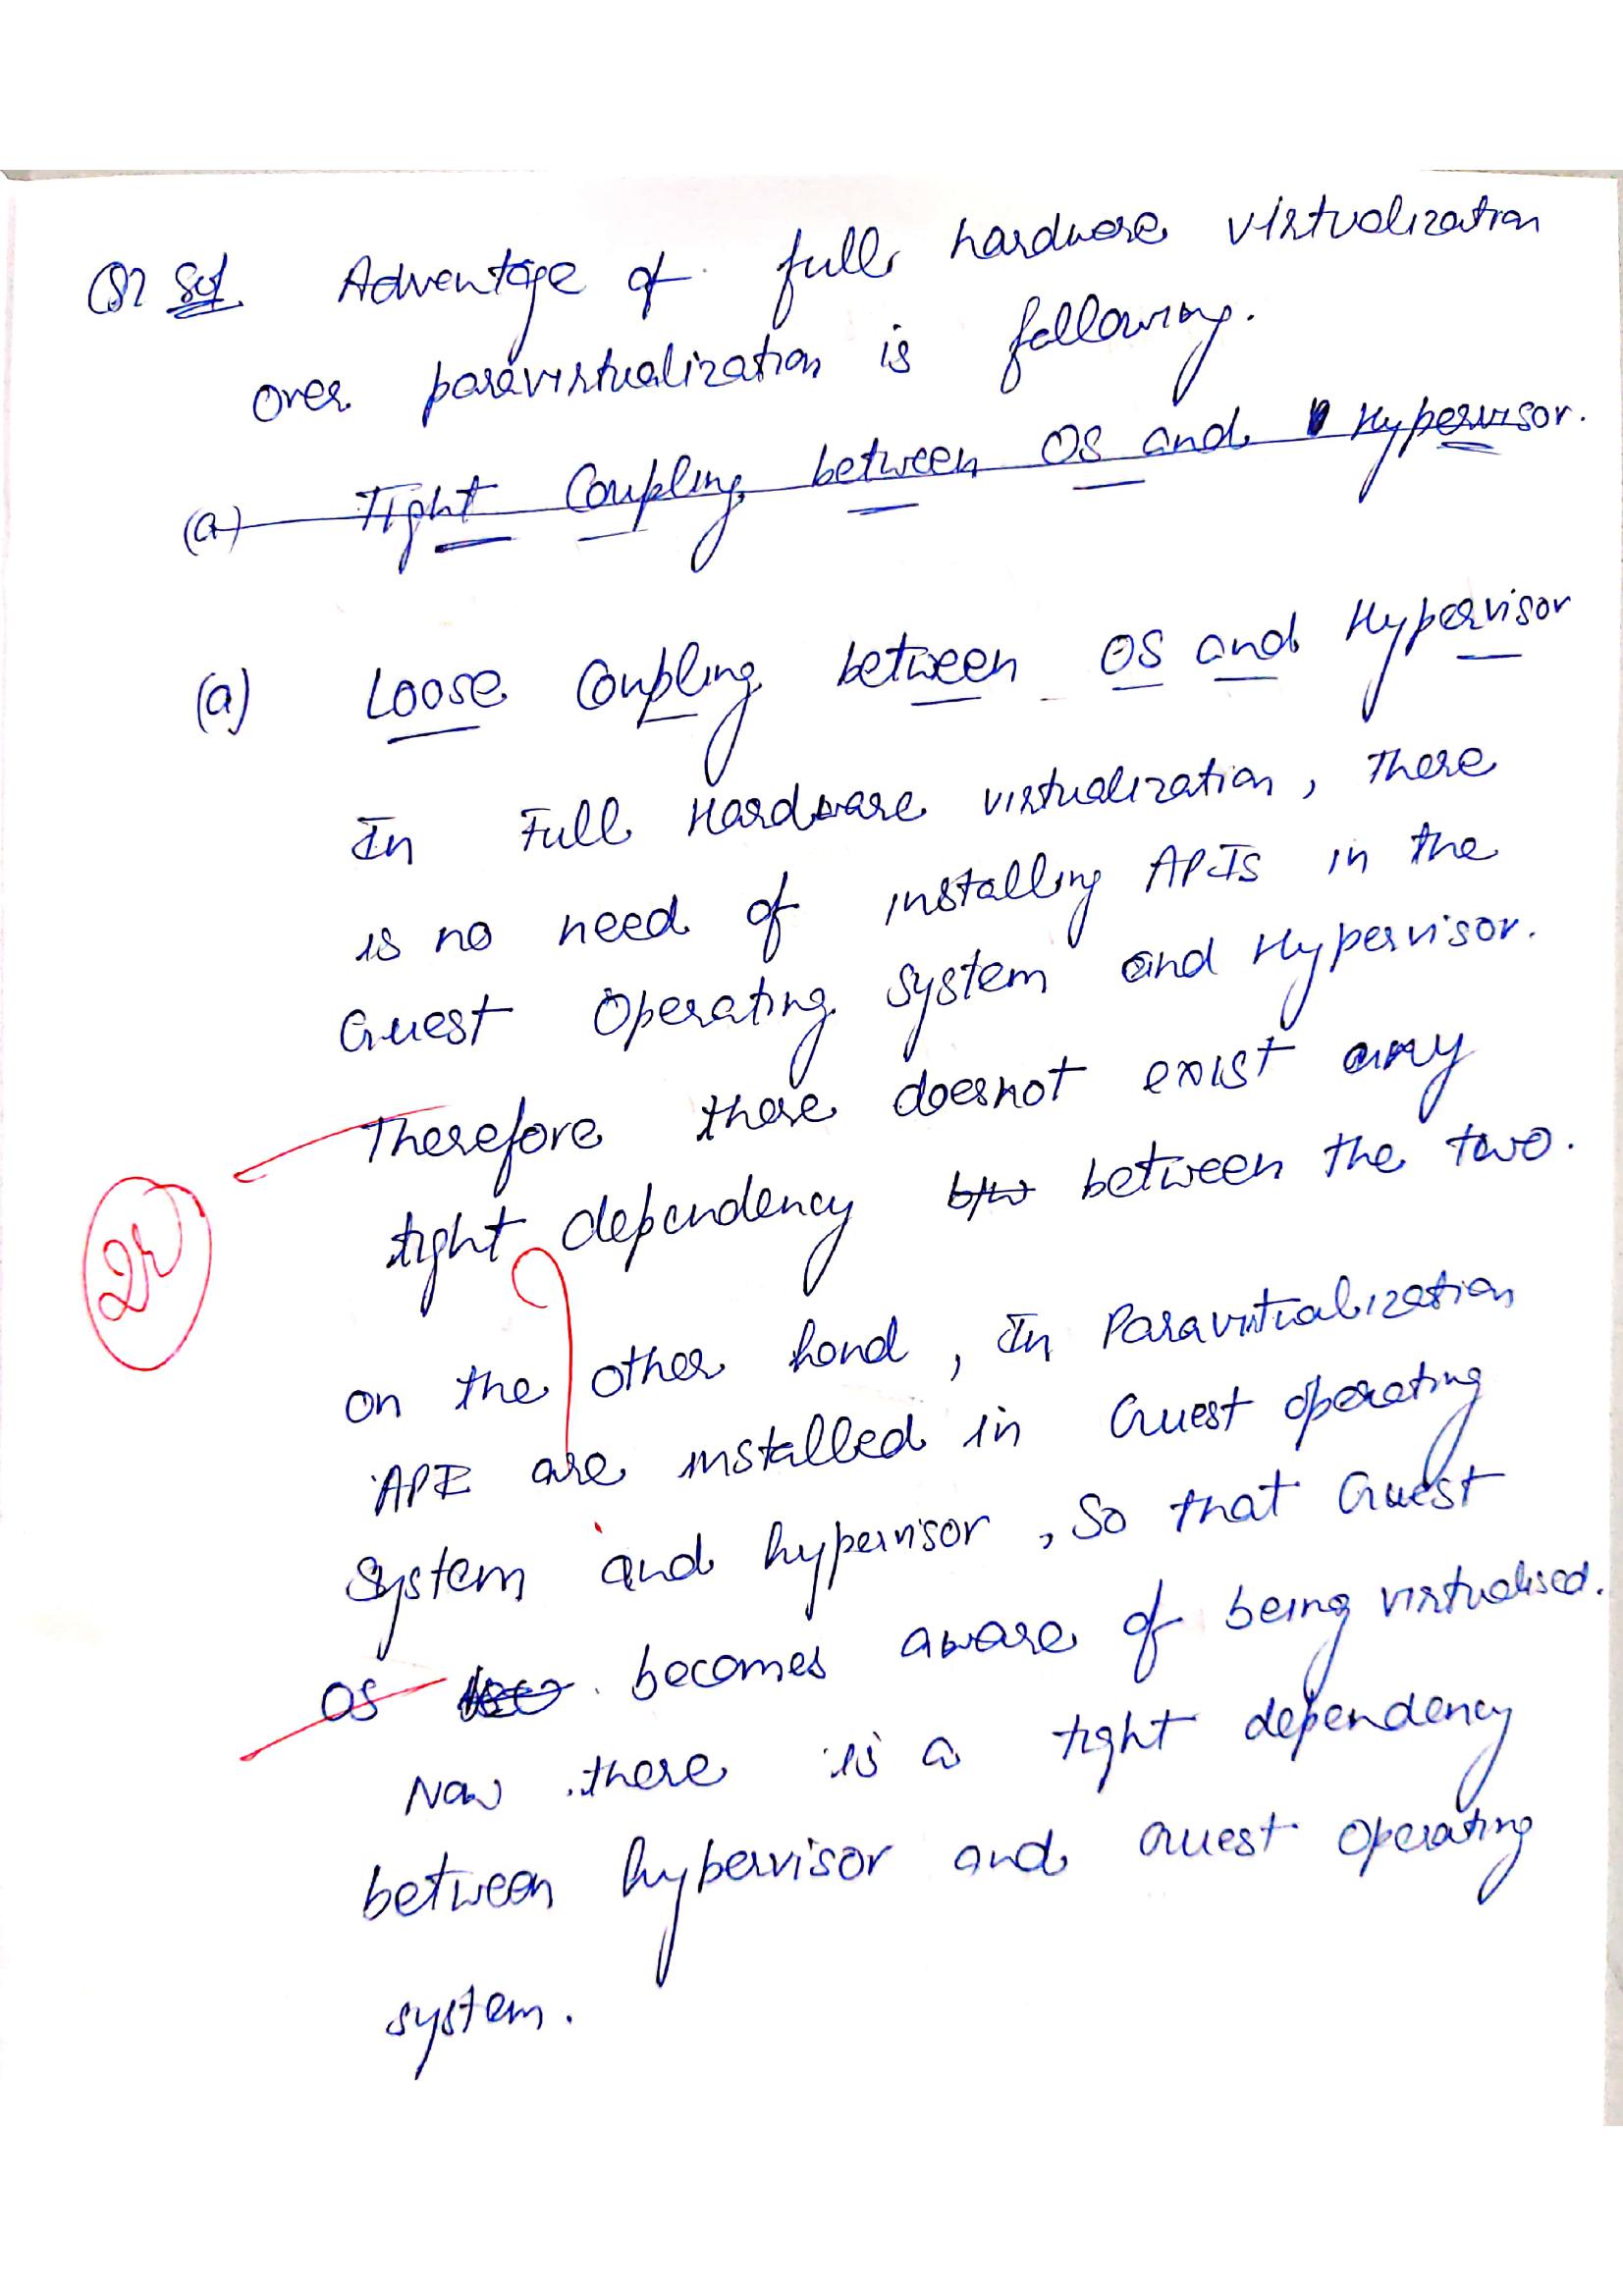 Q2 Sol Adventage of full hardware virtualization
over paravirtualization is following.
(a) Tight Coupling between OS and Hypervisor.
(a) Loose Coupling between OS and Hypervisor
In Full Hardware virtualization, There
is no need of installing APIs in the
Guest Operating System and Hypervisor.
Therefore there doesnot exist any
tight dependency b/w between the two.
on the other hand, In Paravirtualization
API are installed in Guest operating
System and hypervisor, So that Guest
OS becomes aware of being virtualised.
Now there is a tight dependency
between hypervisor and Guest Operating
system.